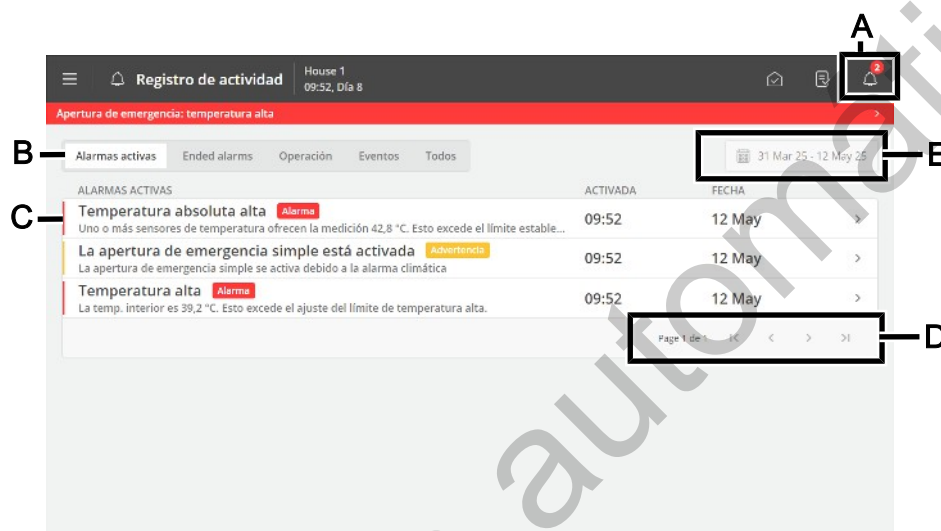 A
2
Registro de actividad
House 1
09:52, Día 8
Apertura de emergencia: temperatura alta
B
Alarmas activas Ended alarms Operación Eventos Todos
31 Mar 25 - 12 May 25
E
ALARMAS ACTIVAS ACTIVADA FECHA
C
Temperatura absoluta alta Alarma
09:52 12 May
Uno o más sensores de temperatura ofrecen la medición 42,8 °C. Esto excede el límite estable...
La apertura de emergencia simple está activada Advertencia
09:52 12 May
La apertura de emergencia simple se activa debido a la alarma climática
Temperatura alta Alarma
09:52 12 May
La temp. interior es 39,2 °C. Esto excede el ajuste del límite de temperatura alta.
Page 1 de 1
D
automati